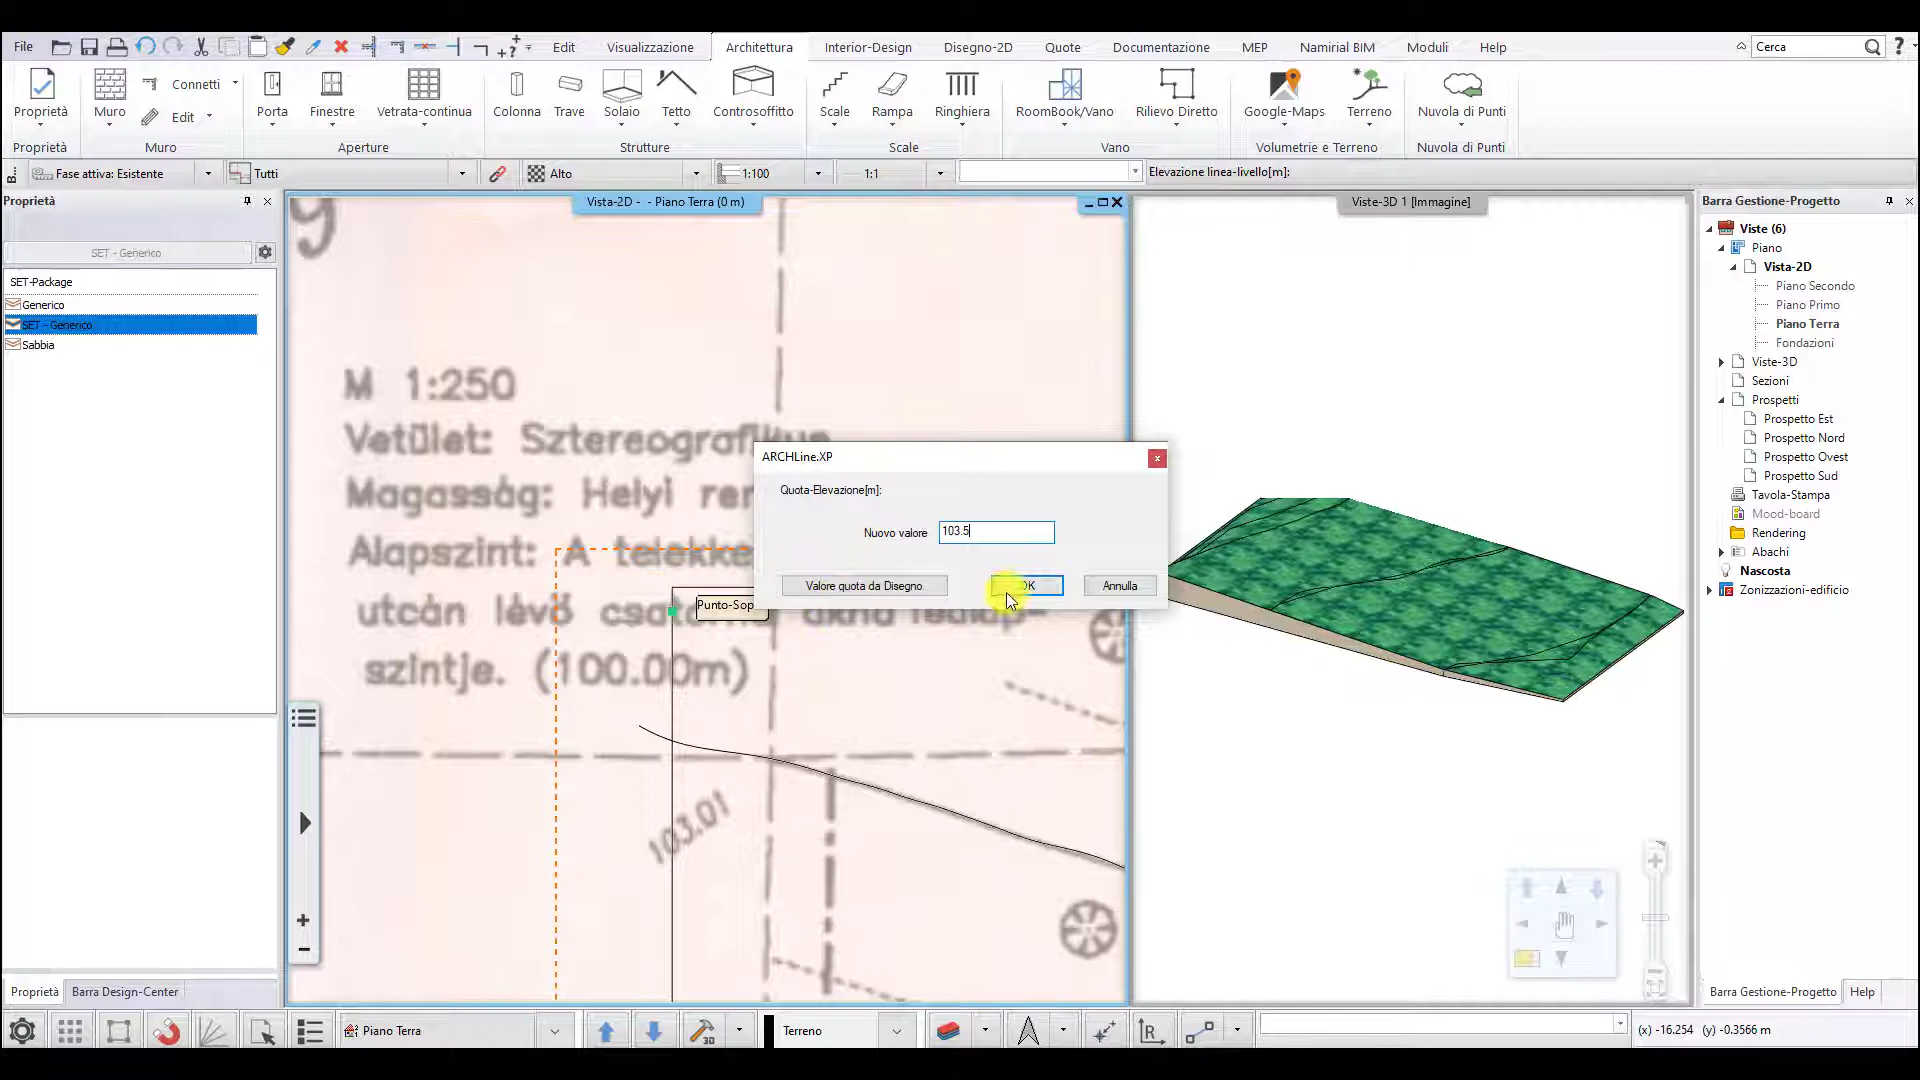 File Edit Visualizzazione Architettura Interior-Design Disegno-2D Quote Documentazione MEP Namirial BIM Moduli Help Cerca
Proprietà Muro Connetti Edit Porta Finestre Vetrata-continua Colonna Trave Solaio Tetto Controsoffitto Scale Rampa Ringhiera RoomBook/Vano Rilievo Diretto Google-Maps Terreno Nuvola di Punti
Proprietà Muro Aperture Strutture Scale Vano Volumetrie e Terreno Nuvola di Punti
Fase attiva: Esistente Tutti Alto 1:100 1:1 Elevazione linea-livello[m]:
Proprietà
SET - Generico
SET-Package
Generico
SET - Generico
Sabbia
Vista-2D - - Piano Terra (0 m)
9
M 1:250
Vetület: Sztereografikus
Magasság: Helyi
Alapszint: A
utcán lévő akna
szintje. (100.00m)
103.01
Punto-Sop
ARCHLine.XP
Quota-Elevazione[m]:
Nuovo valore 103.5
Valore quota da Disegno OK Annulla
Viste-3D 1 [Immagine]
Barra Gestione-Progetto
Viste (6)
Piano
Vista-2D
Piano Secondo
Piano Primo
Piano Terra
Fondazioni
Viste-3D
Sezioni
Prospetti
Prospetto Est
Prospetto Nord
Prospetto Ovest
Prospetto Sud
Tavola-Stampa
Mood-board
Rendering
Abachi
Nascosta
Zonizzazioni-edificio
Proprietà Barra Design-Center
Barra Gestione-Progetto Help
Piano Terra 3D Terreno (x) -16.254 (y) -0.3566 m